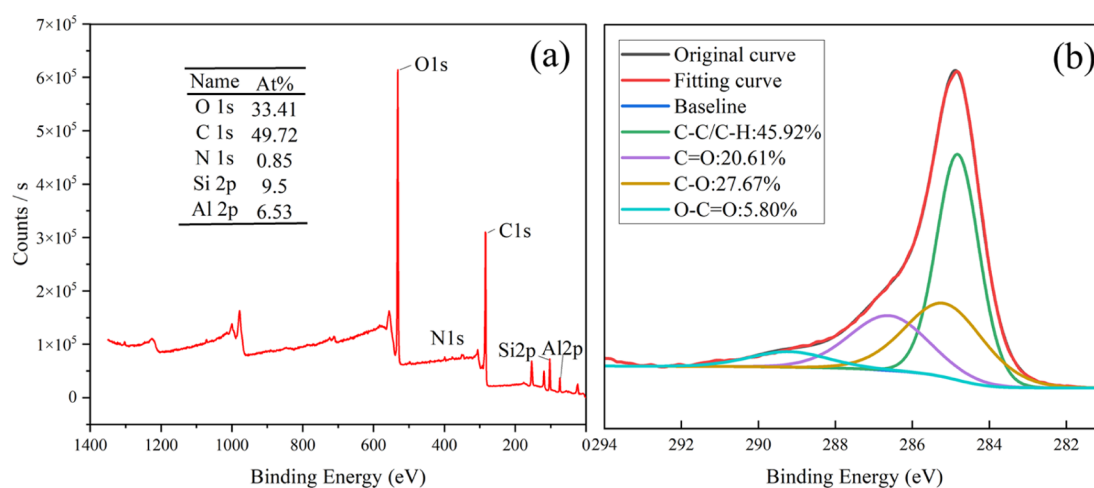 (a)
7×10⁵
6×10⁵
5×10⁵
4×10⁵
3×10⁵
2×10⁵
1×10⁵
0
Counts / s
Name At%
O 1s 33.41
C 1s 49.72
N 1s 0.85
Si 2p 9.5
Al 2p 6.53
O1s
C1s
N1s
Si2p
Al2p
1400 1200 1000 800 600 400 200 0
Binding Energy (eV)
(b)
Original curve
Fitting curve
Baseline
C-C/C-H:45.92%
C=O:20.61%
C-O:27.67%
O-C=O:5.80%
294 292 290 288 286 284 282
Binding Energy (eV)